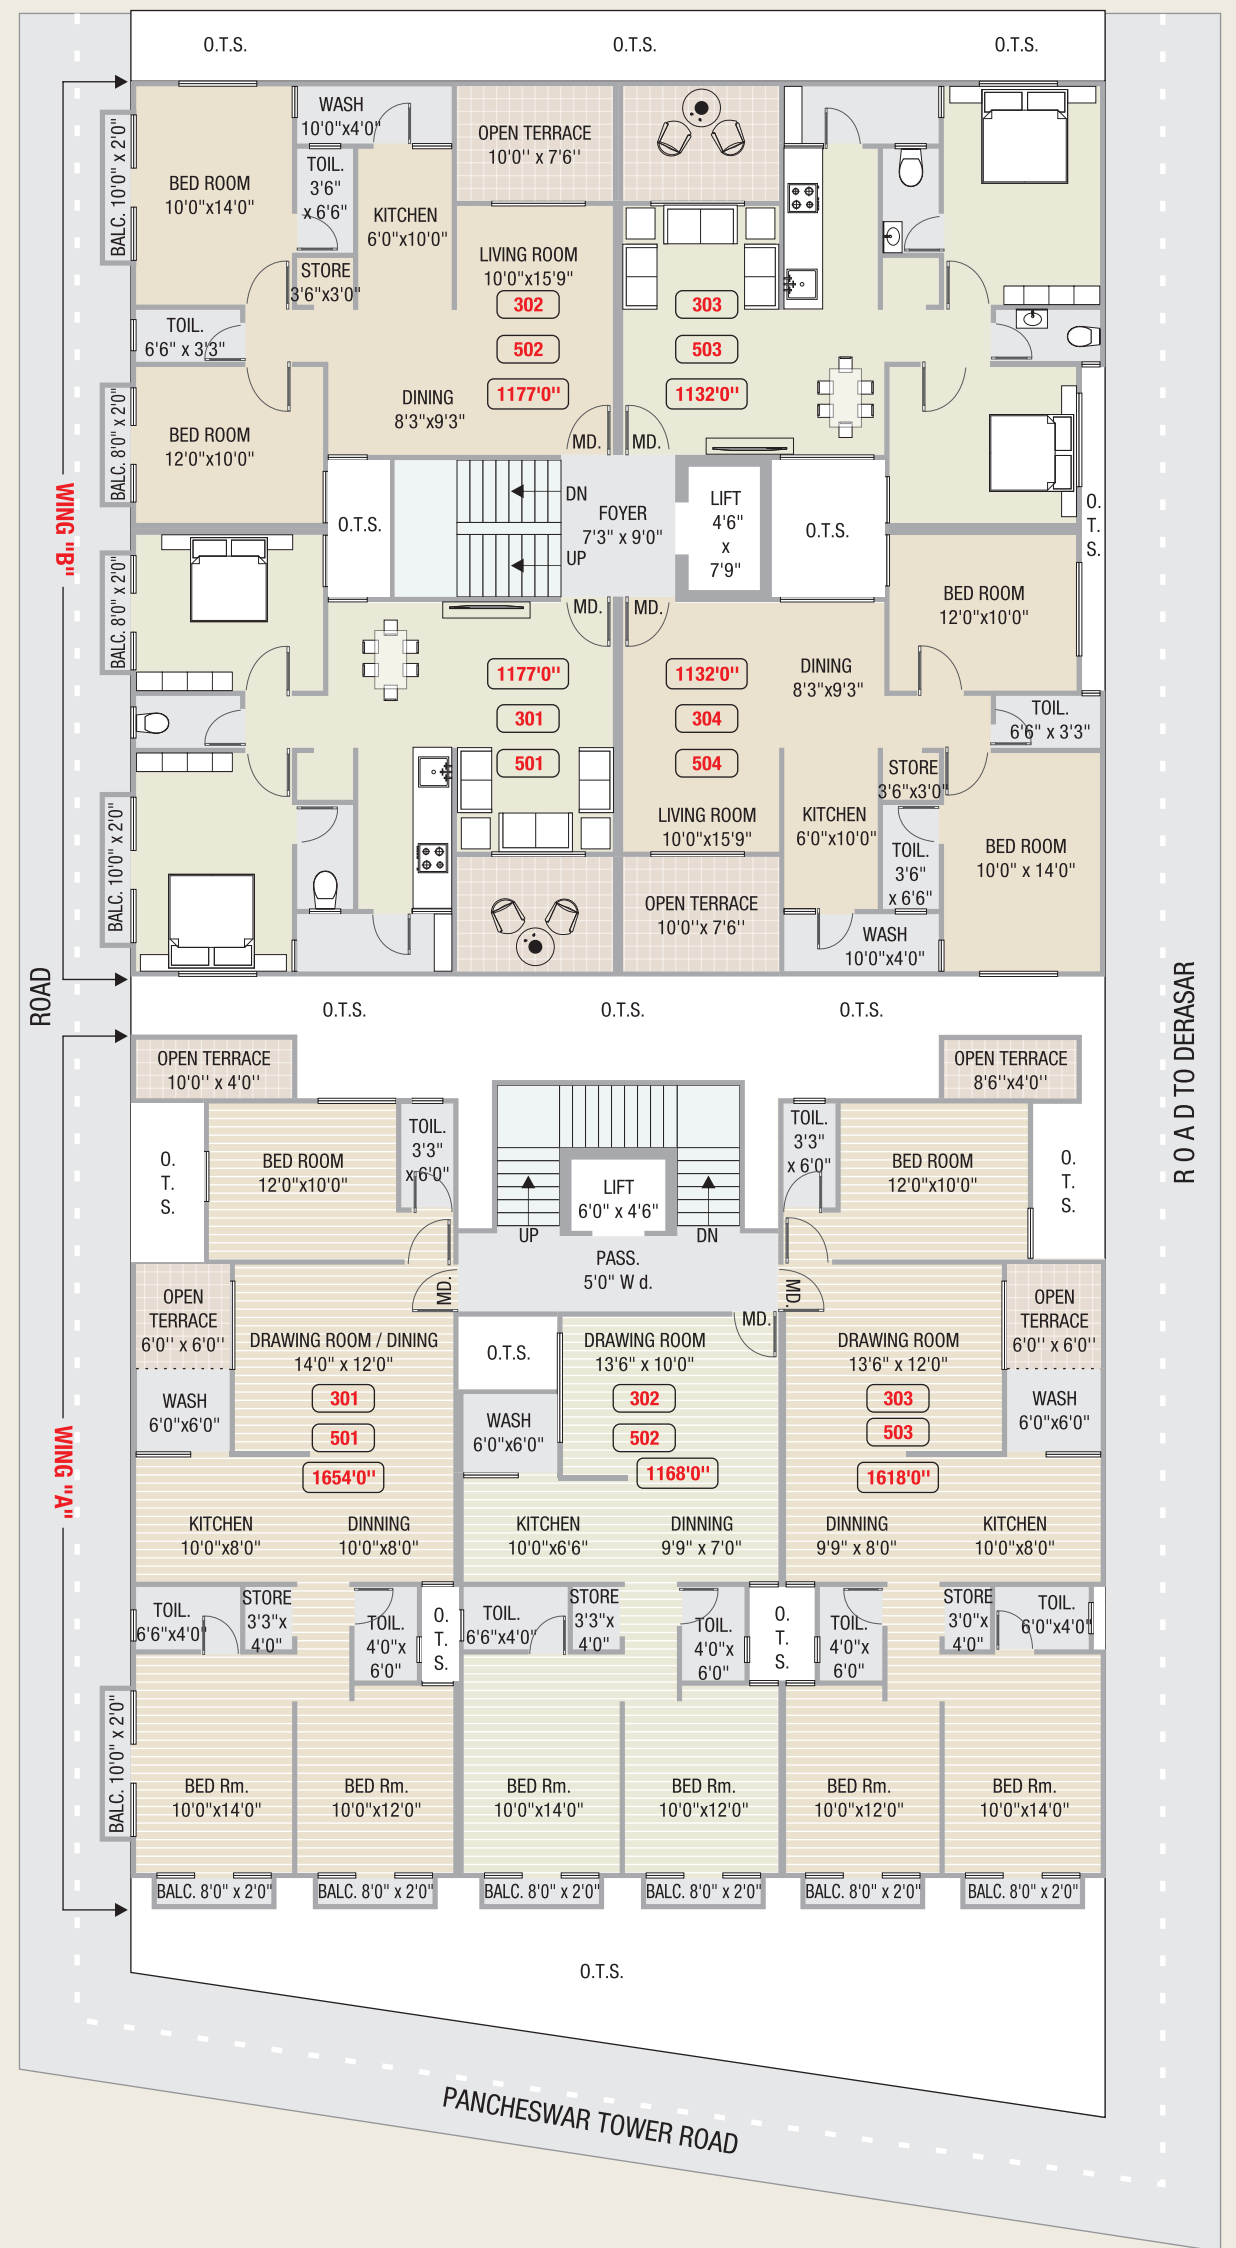 O.T.S.
O.T.S.
O.T.S.
BALC. 10'0" x 2'0"
BED ROOM
10'0"x14'0"
WASH
10'0"x4'0"
TOIL.
3'6"
x 6'6"
STORE
3'6"x3'0"
KITCHEN
6'0"x10'0"
OPEN TERRACE
10'0'' x 7'6''
LIVING ROOM
10'0"x15'9"
302
502
1177'0''
303
503
1132'0''
TOIL.
6'6" x 3'3"
DINING
8'3"x9'3"
MD.
MD.
BALC. 8'0" x 2'0"
BED ROOM
12'0"x10'0"
O.T.S.
DN
UP
FOYER
7'3" x 9'0"
LIFT
4'6"
x
7'9"
O.T.S.
O.
T.
S.
WING "B"
BALC. 8'0" x 2'0"
MD.
MD.
BED ROOM
12'0"x10'0"
1177'0''
301
501
1132'0''
304
504
DINING
8'3"x9'3"
TOIL.
6'6" x 3'3"
STORE
3'6"x3'0"
LIVING ROOM
10'0"x15'9"
KITCHEN
6'0"x10'0"
TOIL.
3'6"
x 6'6"
BED ROOM
10'0" x 14'0"
BALC. 10'0" x 2'0"
OPEN TERRACE
10'0''x 7'6''
WASH
10'0"x4'0"
ROAD
ROAD TO DERASAR
O.T.S.
O.T.S.
O.T.S.
OPEN TERRACE
10'0'' x 4'0''
OPEN TERRACE
8'6''x4'0''
O.
T.
S.
BED ROOM
12'0"x10'0"
TOIL.
3'3"
x 6'0"
LIFT
6'0" x 4'6"
UP
DN
TOIL.
3'3"
x 6'0"
BED ROOM
12'0"x10'0"
O.
T.
S.
PASS.
5'0" W d.
MD.
MD.
MD.
OPEN
TERRACE
6'0'' x 6'0''
DRAWING ROOM / DINING
14'0" x 12'0"
301
501
1654'0''
O.T.S.
DRAWING ROOM
13'6" x 10'0"
302
502
1168'0''
DRAWING ROOM
13'6" x 12'0"
303
503
1618'0''
OPEN
TERRACE
6'0'' x 6'0''
WASH
6'0"x6'0"
WASH
6'0"x6'0"
WASH
6'0"x6'0"
WING "A"
KITCHEN
10'0"x8'0"
DINNING
10'0"x8'0"
KITCHEN
10'0"x6'6"
DINNING
9'9" x 7'0"
DINNING
9'9" x 8'0"
KITCHEN
10'0"x8'0"
TOIL.
6'6"x4'0"
STORE
3'3"x
4'0"
TOIL.
4'0"x
6'0"
O.
T.
S.
TOIL.
6'6"x4'0"
STORE
3'3"x
4'0"
TOIL.
4'0"x
6'0"
O.
T.
S.
TOIL.
4'0"x
6'0"
STORE
3'0"x
4'0"
TOIL.
6'0"x4'0"
BALC. 10'0" x 2'0"
BED Rm.
10'0"x14'0"
BED Rm.
10'0"x12'0"
BED Rm.
10'0"x14'0"
BED Rm.
10'0"x12'0"
BED Rm.
10'0"x12'0"
BED Rm.
10'0"x14'0"
BALC. 8'0" x 2'0"
BALC. 8'0" x 2'0"
BALC. 8'0" x 2'0"
BALC. 8'0" x 2'0"
BALC. 8'0" x 2'0"
BALC. 8'0" x 2'0"
O.T.S.
PANCHESWAR TOWER ROAD